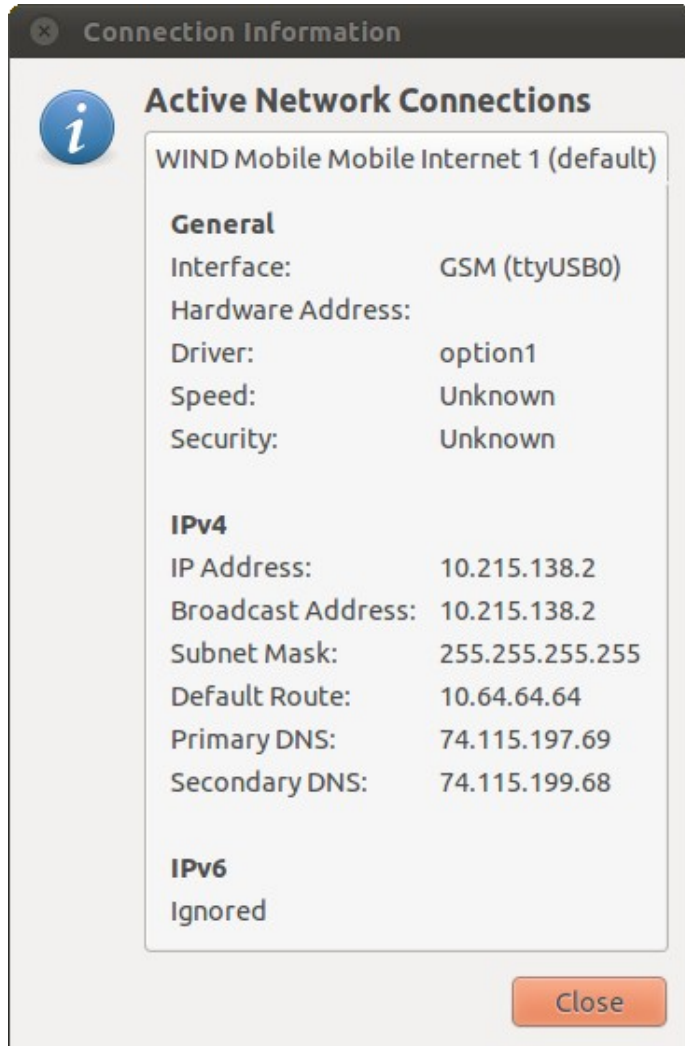 Connection Information
Active Network Connections
WIND Mobile Mobile Internet 1 (default)
General
Interface: GSM (ttyUSB0)
Hardware Address:
Driver: option1
Speed: Unknown
Security: Unknown
IPv4
IP Address: 10.215.138.2
Broadcast Address: 10.215.138.2
Subnet Mask: 255.255.255.255
Default Route: 10.64.64.64
Primary DNS: 74.115.197.69
Secondary DNS: 74.115.199.68
IPv6
Ignored
Close